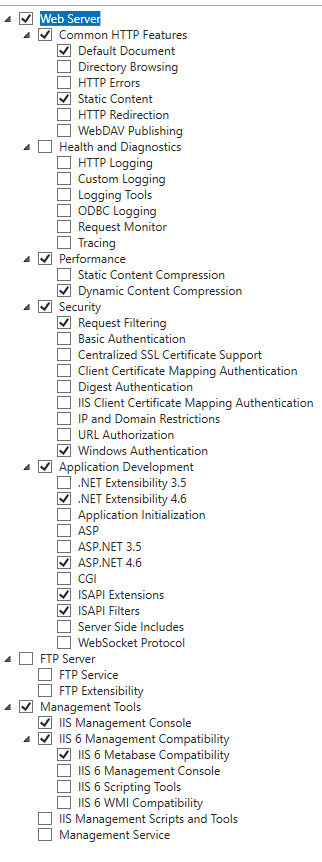 Web Server
Common HTTP Features
Default Document
Directory Browsing
HTTP Errors
Static Content
HTTP Redirection
WebDAV Publishing
Health and Diagnostics
HTTP Logging
Custom Logging
Logging Tools
ODBC Logging
Request Monitor
Tracing
Performance
Static Content Compression
Dynamic Content Compression
Security
Request Filtering
Basic Authentication
Centralized SSL Certificate Support
Client Certificate Mapping Authentication
Digest Authentication
IIS Client Certificate Mapping Authentication
IP and Domain Restrictions
URL Authorization
Windows Authentication
Application Development
.NET Extensibility 3.5
.NET Extensibility 4.6
Application Initialization
ASP
ASP.NET 3.5
ASP.NET 4.6
CGI
ISAPI Extensions
ISAPI Filters
Server Side Includes
WebSocket Protocol
FTP Server
FTP Service
FTP Extensibility
Management Tools
IIS Management Console
IIS 6 Management Compatibility
IIS 6 Metabase Compatibility
IIS 6 Management Console
IIS 6 Scripting Tools
IIS 6 WMI Compatibility
IIS Management Scripts and Tools
Management Service